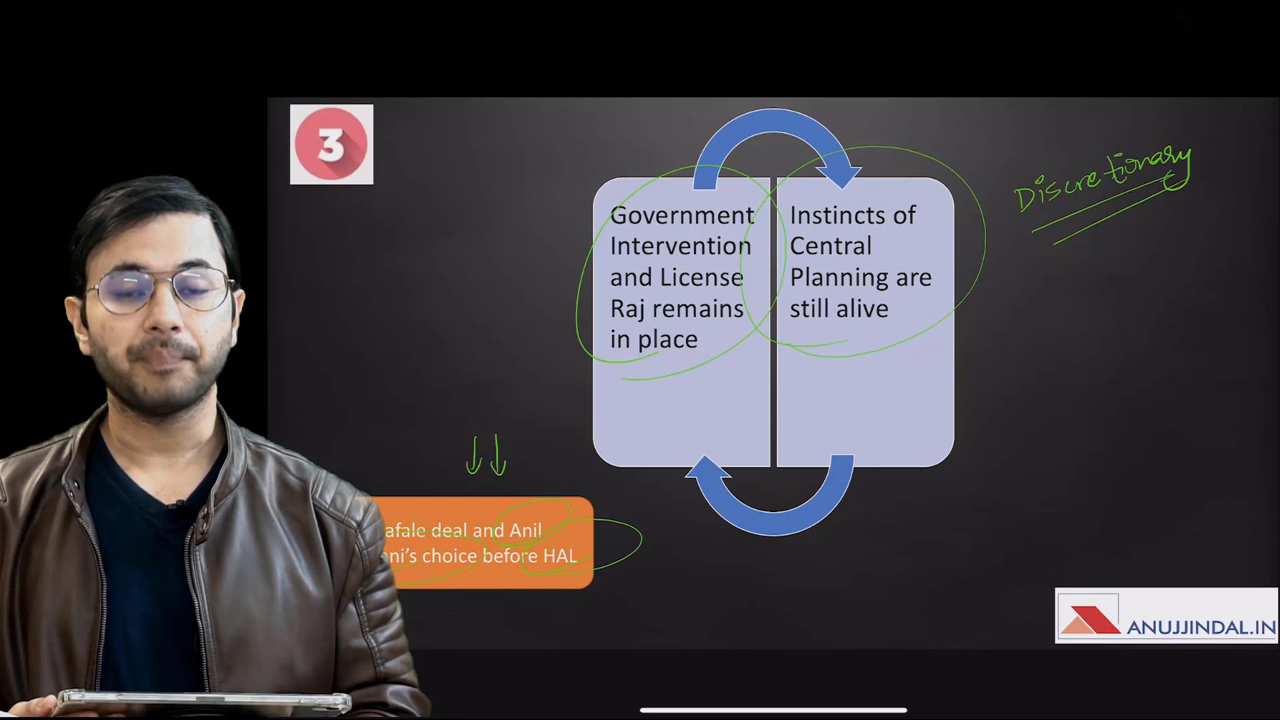 3
Government
Intervention
and License
Raj remains
in place
Instincts of
Central
Planning are
still alive
Discretionary
afale deal and Anil
ni's choice before HAL
ANUJJINDAL.IN